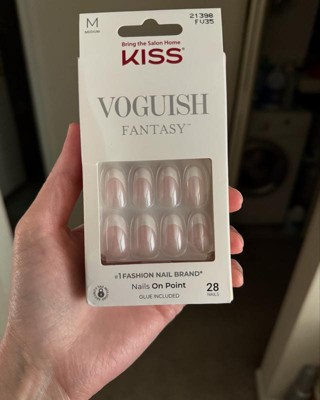 M
MEDIUM
21398
FV35
Bring the Salon Home
KISS®
VOGUISH
FANTASY™
#1 FASHION NAIL BRAND®
Nails On Point
GLUE INCLUDED
28
NAILS